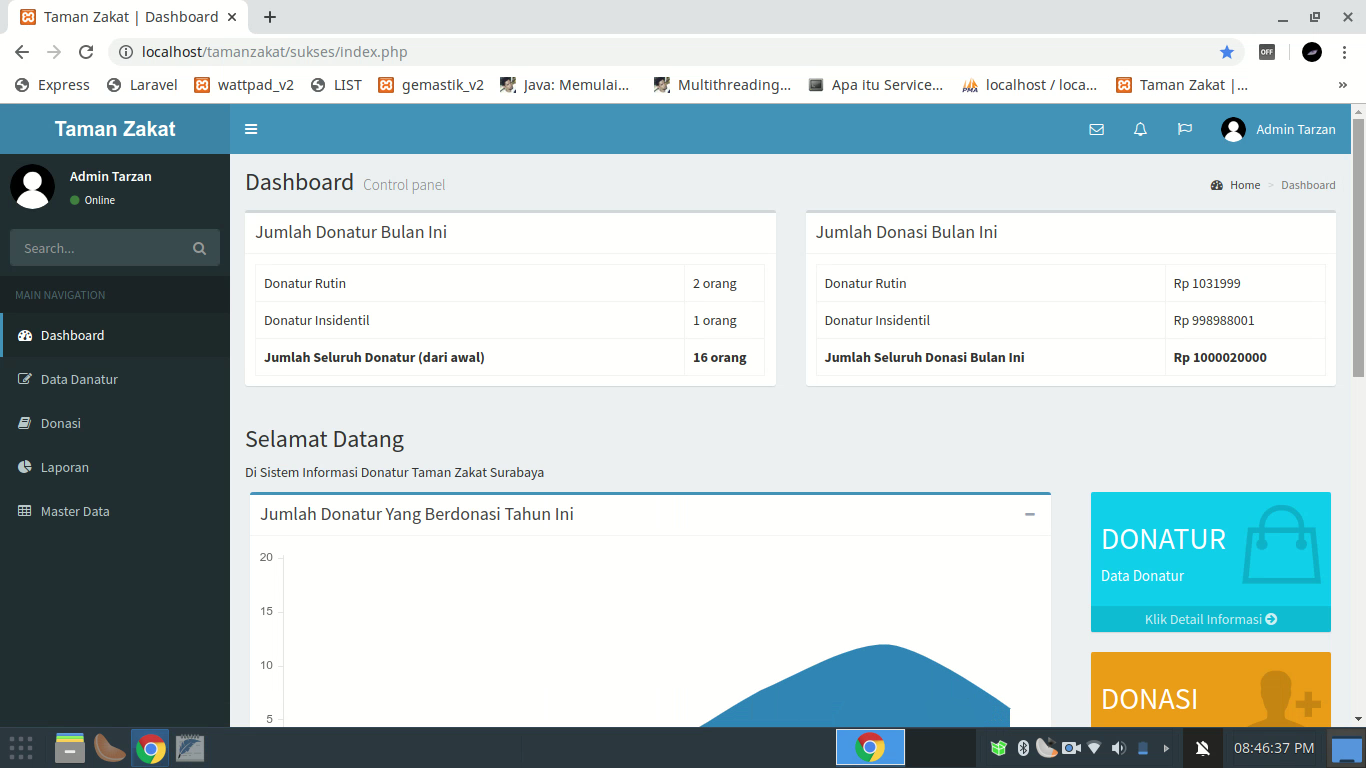 Taman Zakat | Dashboard
localhost/tamanzakat/sukses/index.php
OFF
Express Laravel wattpad_v2 LIST gemastik_v2 Java: Memulai... Multithreading... Apa itu Service... localhost / loca... Taman Zakat |...
Taman Zakat
Admin Tarzan
Admin Tarzan
Online
Search...
MAIN NAVIGATION
Dashboard
Data Danatur
Donasi
Laporan
Master Data
Dashboard Control panel
Home > Dashboard
Jumlah Donatur Bulan Ini
Donatur Rutin 2 orang
Donatur Insidentil 1 orang
Jumlah Seluruh Donatur (dari awal) 16 orang
Jumlah Donasi Bulan Ini
Donatur Rutin Rp 1031999
Donatur Insidentil Rp 998988001
Jumlah Seluruh Donasi Bulan Ini Rp 1000020000
Selamat Datang
Di Sistem Informasi Donatur Taman Zakat Surabaya
Jumlah Donatur Yang Berdonasi Tahun Ini
20
15
10
5
DONATUR
Data Donatur
Klik Detail Informasi
DONASI
08:46:37 PM